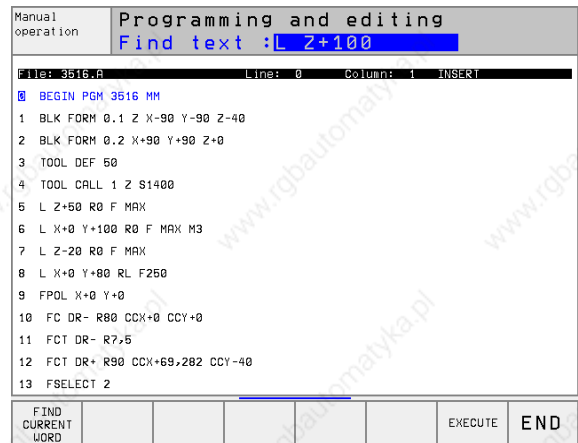 Manual
operation
Programming and editing
Find text :L Z+100
File: 3516.A Line: 0 Column: 1 INSERT
0 BEGIN PGM 3516 MM
1 BLK FORM 0.1 Z X-90 Y-90 Z-40
2 BLK FORM 0.2 X+90 Y+90 Z+0
3 TOOL DEF 50
4 TOOL CALL 1 Z S1400
5 L Z+50 R0 F MAX
6 L X+0 Y+100 R0 F MAX M3
7 L Z-20 R0 F MAX
8 L X+0 Y+80 RL F250
9 FPOL X+0 Y+0
10 FC DR- R80 CCX+0 CCY+0
11 FCT DR- R7,5
12 FCT DR+ R90 CCX+69,282 CCY-40
13 FSELECT 2
FIND
CURRENT
WORD
EXECUTE
END
www.rgbautomatyka.pl